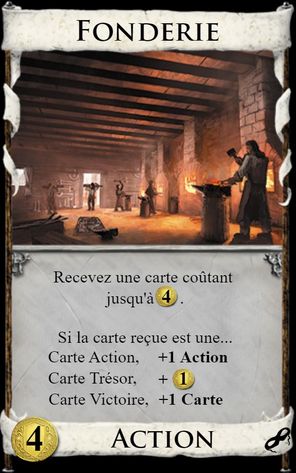 FONDERIE
Recevez une carte coûtant
jusqu'à 4 .
Si la carte reçue est une...
Carte Action, +1 Action
Carte Trésor, + 1
Carte Victoire, +1 Carte
4 ACTION